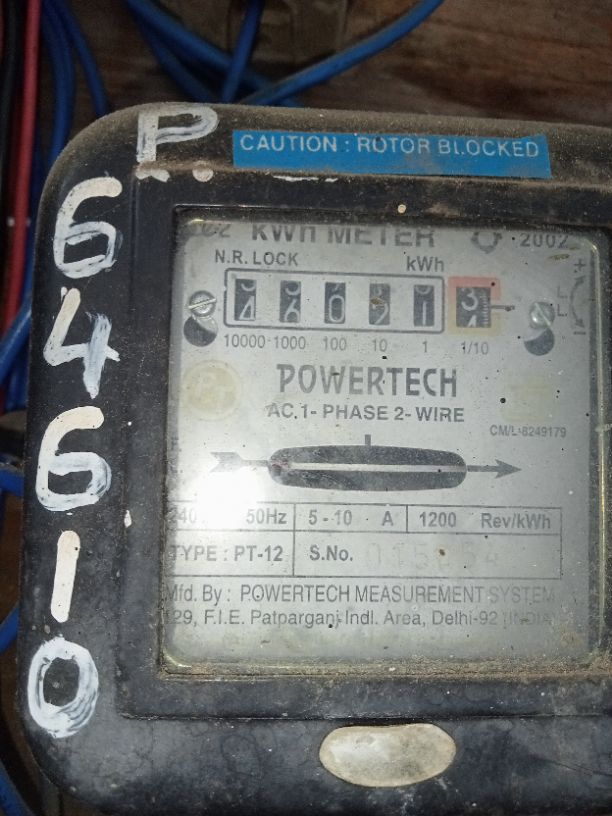 P.
6
4
6
1
0
CAUTION : ROTOR BLOCKED
KWh METER 2002
N.R. LOCK kWh
10000 1000 100 10 1 1/10
POWERTECH
AC.1- PHASE 2- WIRE
CM/L-8249179
240 50Hz 5 - 10 A 1200 Rev/kWh
TYPE : PT-12 S.No.
Mfd. By : POWERTECH MEASUREMENT SYSTEM
129, F.I.E. Patparganj Indl. Area, Delhi-92 (INDIA)